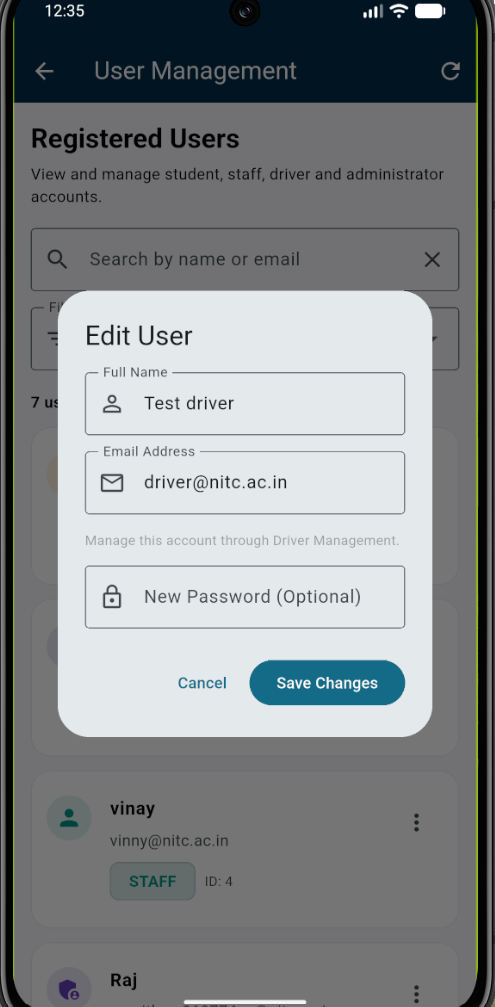 12:35
User Management
Registered Users
View and manage student, staff, driver and administrator
accounts.
Search by name or email
7
Edit User
Full Name
Test driver
Email Address
driver@nitc.ac.in
Manage this account through Driver Management.
New Password (Optional)
Cancel
Save Changes
vinay
vinny@nitc.ac.in
STAFF
ID: 4
Raj